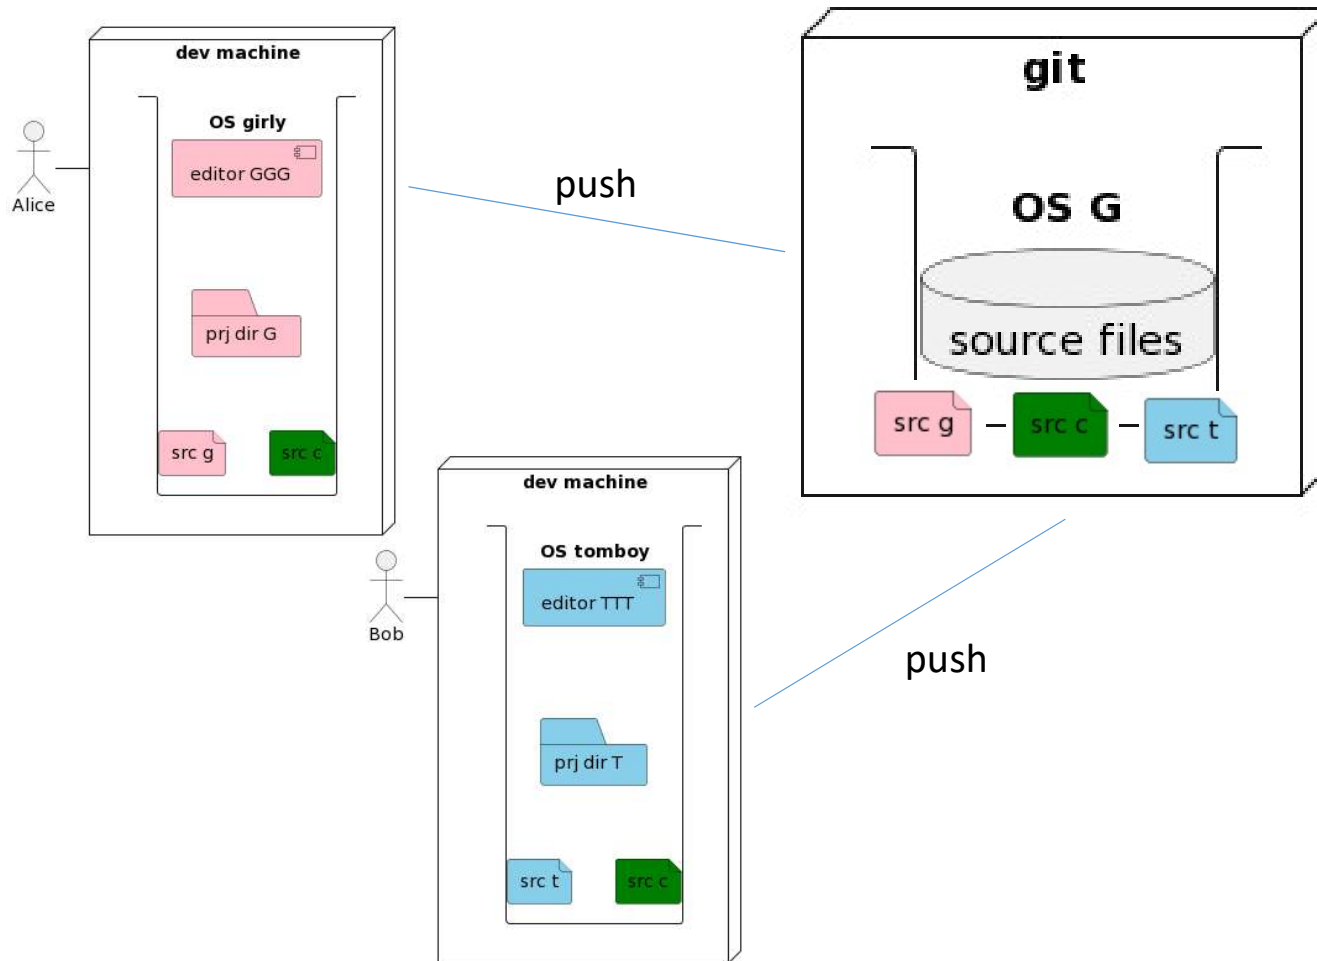 dev machine
OS girly
editor GGG
Alice
prj dir G
src g
src c
push
git
OS G
source files
src g
src c
src t
dev machine
OS tomboy
editor TTT
Bob
prj dir T
src t
src c
push